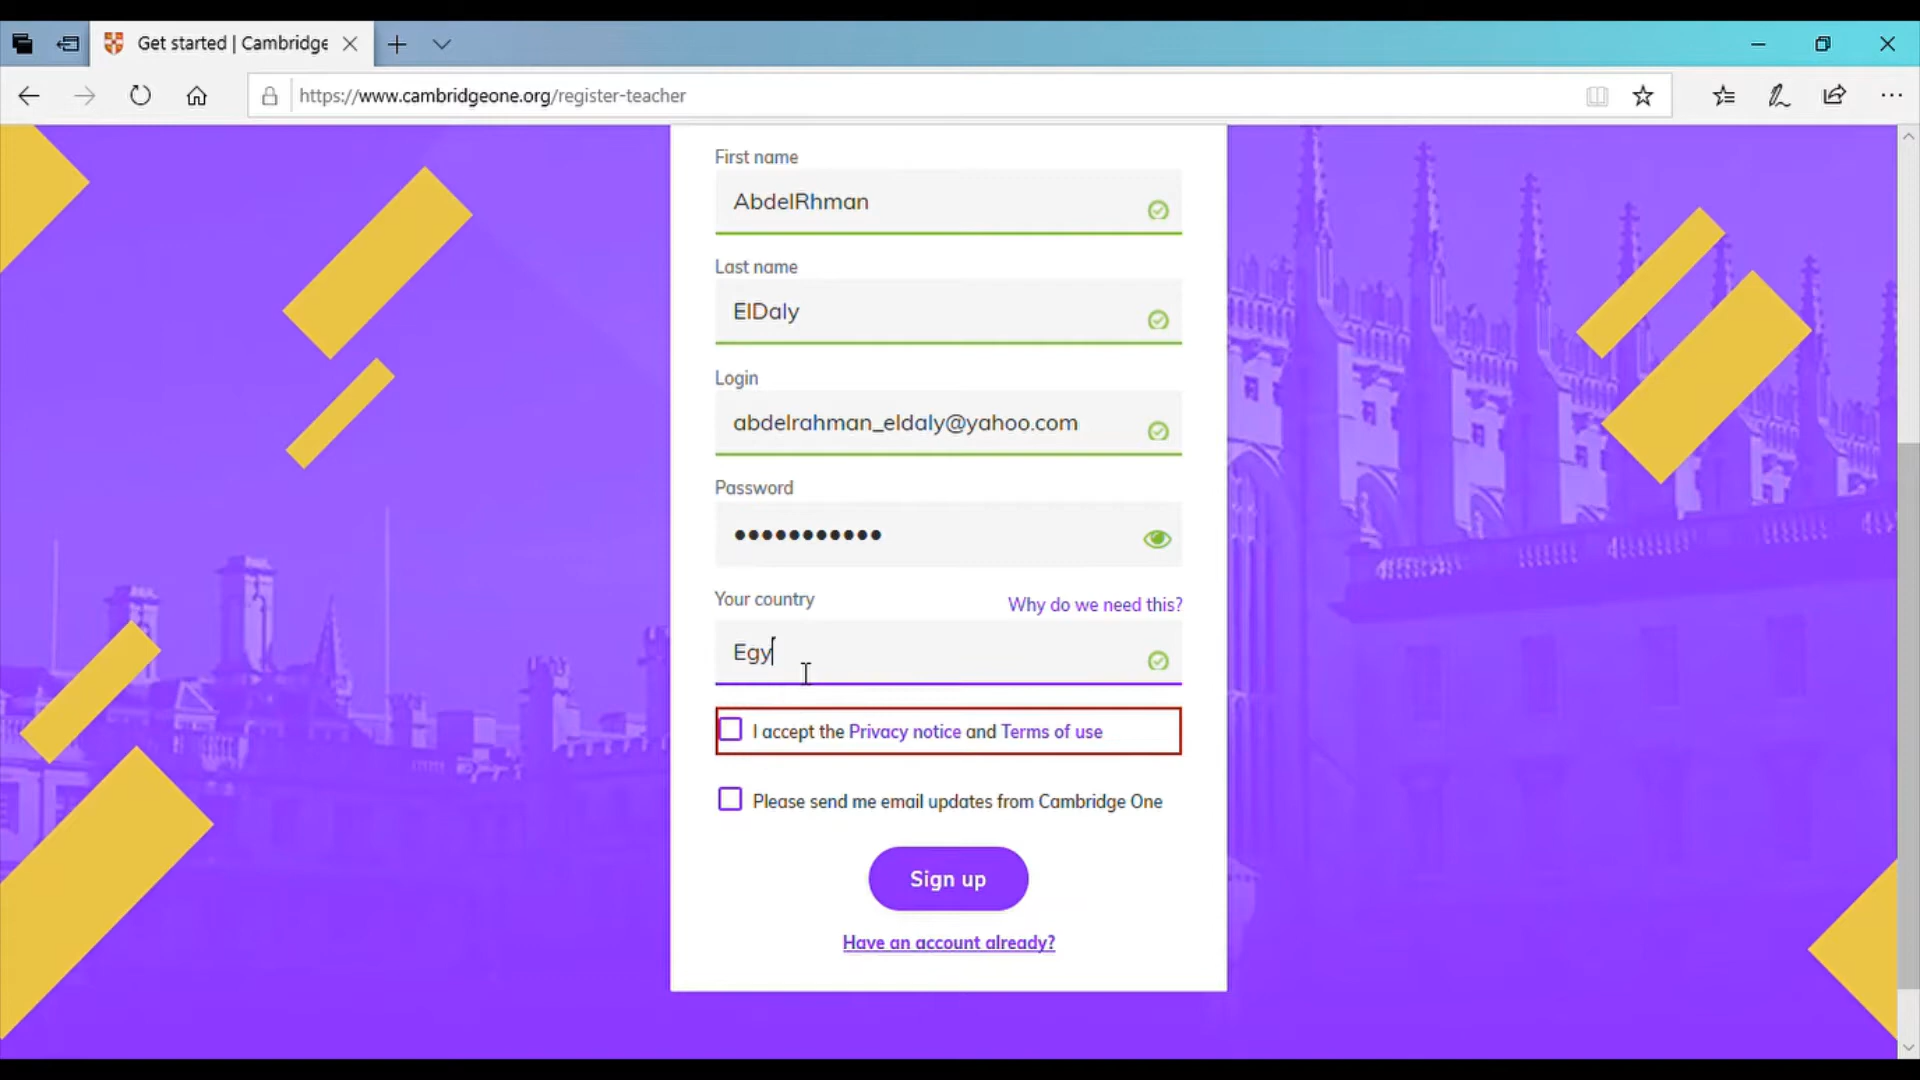 Get started | Cambridge
https://www.cambridgeone.org/register-teacher
First name
AbdelRhman
Last name
ElDaly
Login
abdelrahman_eldaly@yahoo.com
Password
Your country
Why do we need this?
Egy
I accept the Privacy notice and Terms of use
Please send me email updates from Cambridge One
Sign up
Have an account already?